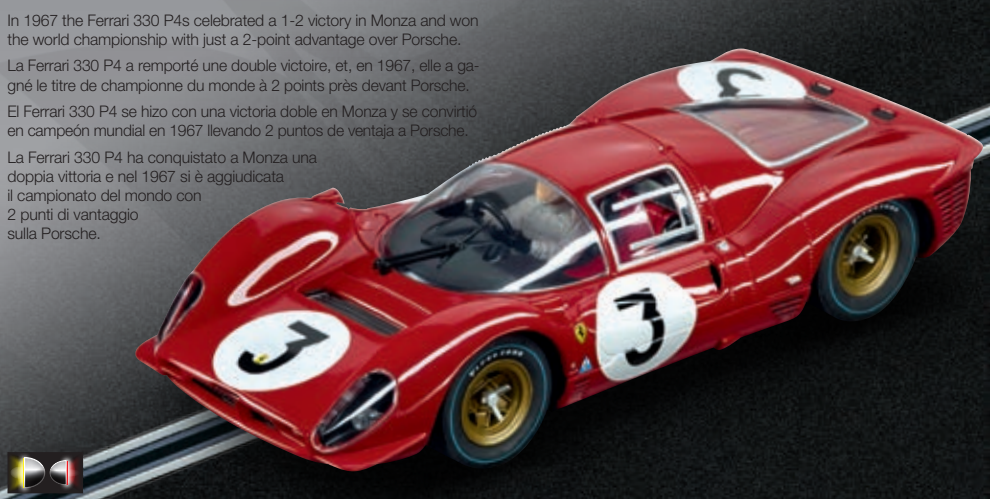 In 1967 the Ferrari 330 P4s celebrated a 1-2 victory in Monza and won
the world championship with just a 2-point advantage over Porsche.
La Ferrari 330 P4 a remporté une double victoire, et, en 1967, elle a ga-
gné le titre de championne du monde à 2 points près devant Porsche.
El Ferrari 330 P4 se hizo con una victoria doble en Monza y se convirtió
en campeón mundial en 1967 llevando 2 puntos de ventaja a Porsche.
La Ferrari 330 P4 ha conquistato a Monza una
doppia vittoria e nel 1967 si è aggiudicata
il campionato del mondo con
2 punti di vantaggio
sulla Porsche.
3
3
3